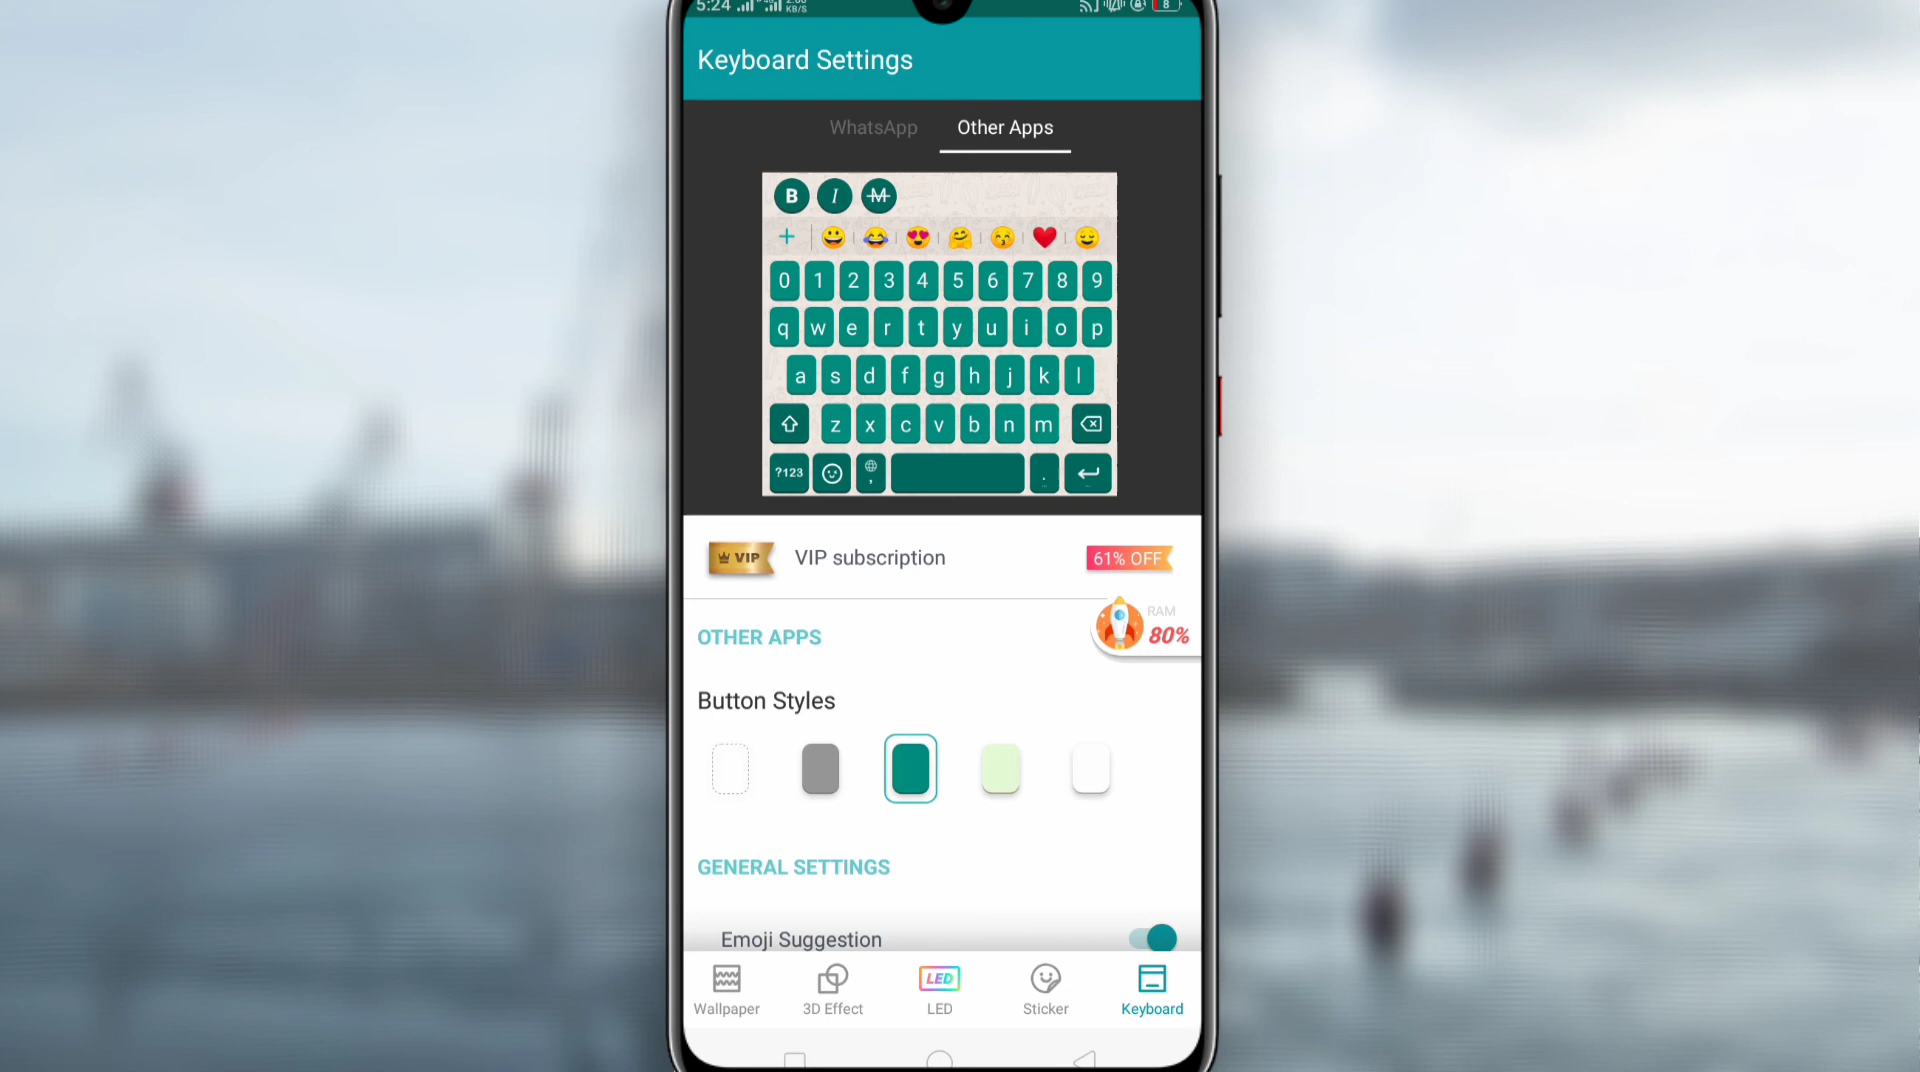 5:24 KB/S 8
Keyboard Settings
WhatsApp Other Apps
B I M
0 1 2 3 4 5 6 7 8 9
q w e r t y u i o p
a s d f g h j k l
z x c v b n m
?123 , .
VIP VIP subscription 61% OFF
RAM
80%
OTHER APPS
Button Styles
GENERAL SETTINGS
Emoji Suggestion
LED
Wallpaper 3D Effect LED Sticker Keyboard